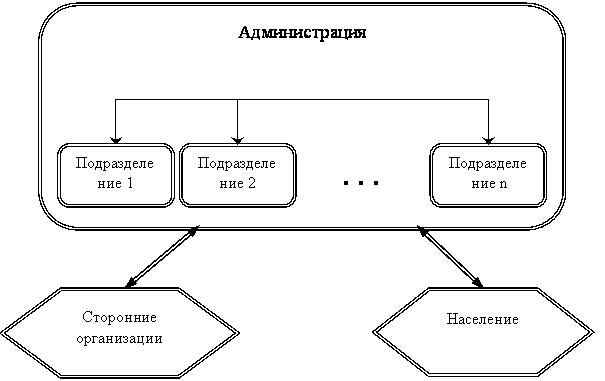 Администрация
Подразделе
ние 1
Подразделе
ние 2
. . .
Подразделе
ние n
Сторонние
организации
Население